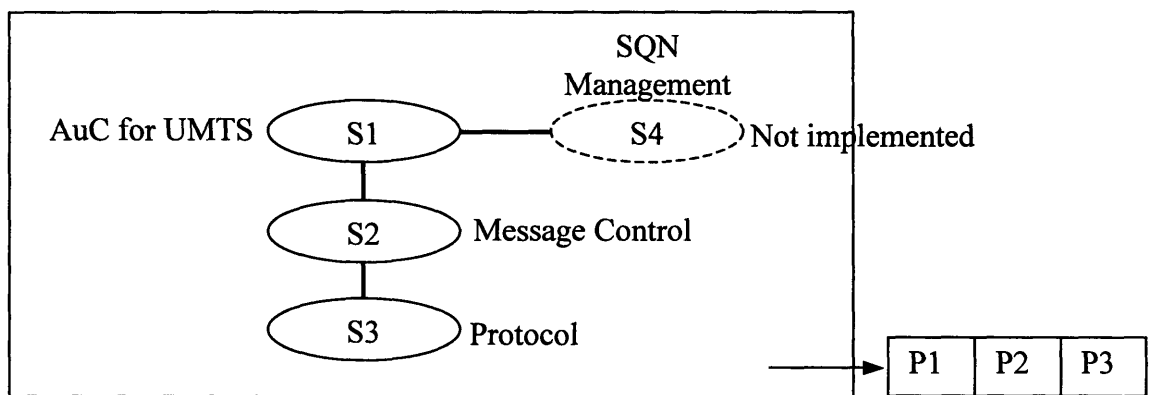 SQN
Management
AuC for UMTS S1 S4 Not implemented
S2 Message Control
S3 Protocol
P1 P2 P3